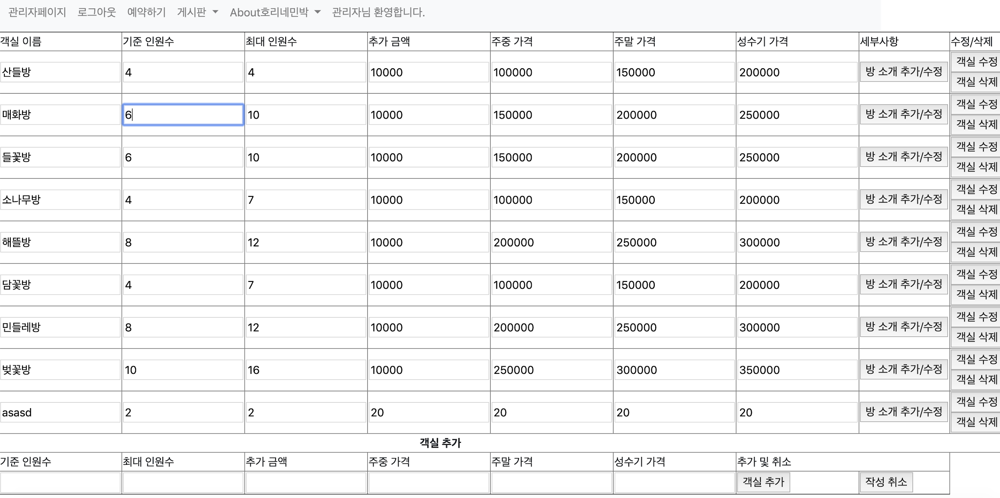 관리자페이지 로그아웃 예약하기 게시판 About호리네민박 관리자님 환영합니다.
객실 이름 기준 인원수 최대 인원수 추가 금액 주중 가격 주말 가격 성수기 가격 세부사항 수정/삭제
산들방 4 4 10000 100000 150000 200000 방 소개 추가/수정 객실 수정
객실 삭제
매화방 6 10 10000 150000 200000 250000 방 소개 추가/수정 객실 수정
객실 삭제
들꽃방 6 10 10000 150000 200000 250000 방 소개 추가/수정 객실 수정
객실 삭제
소나무방 4 7 10000 100000 150000 200000 방 소개 추가/수정 객실 수정
객실 삭제
해뜰방 8 12 10000 200000 250000 300000 방 소개 추가/수정 객실 수정
객실 삭제
담꽃방 4 7 10000 100000 150000 200000 방 소개 추가/수정 객실 수정
객실 삭제
민들레방 8 12 10000 200000 250000 300000 방 소개 추가/수정 객실 수정
객실 삭제
벚꽃방 10 16 10000 250000 300000 350000 방 소개 추가/수정 객실 수정
객실 삭제
asasd 2 2 20 20 20 20 방 소개 추가/수정 객실 수정
객실 삭제
객실 추가
기준 인원수 최대 인원수 추가 금액 주중 가격 주말 가격 성수기 가격 추가 및 취소
객실 추가 작성 취소